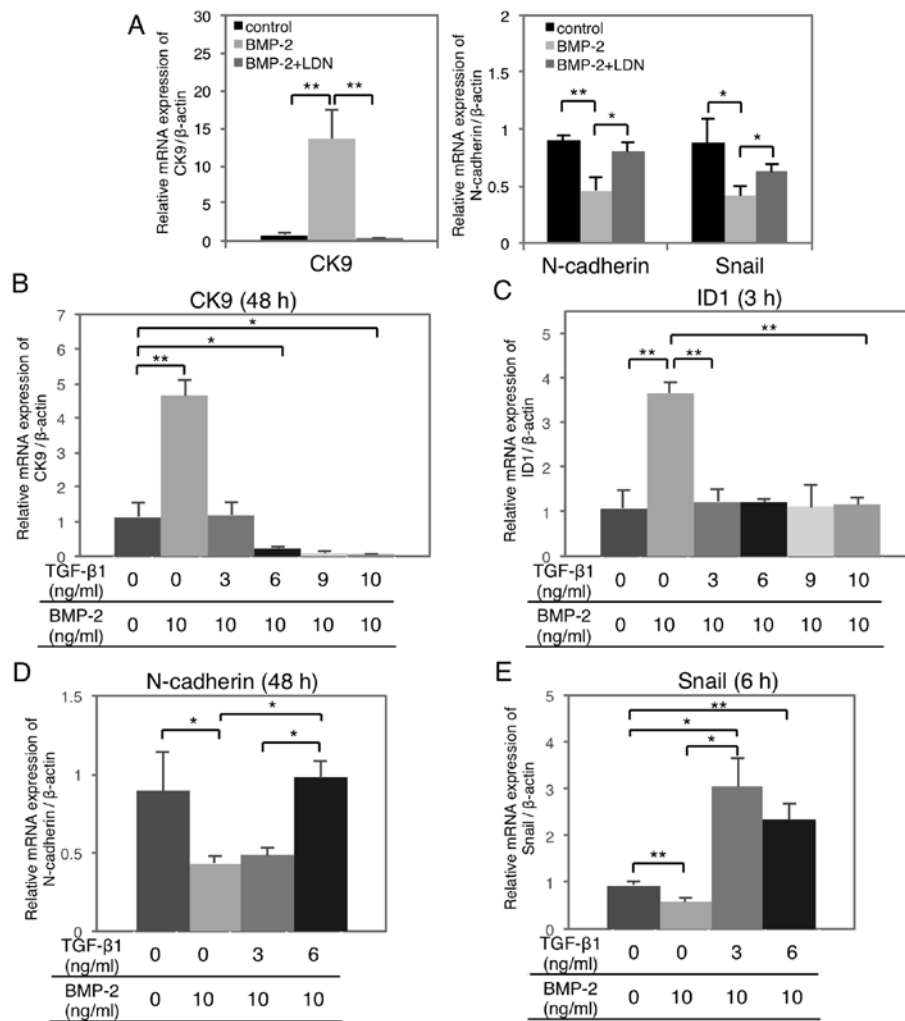 A
Relative mRNA expression of
CK9/β-actin
30
25
20
15
10
5
0
control
BMP-2
BMP-2+LDN
**
**
CK9
Relative mRNA expression of
N-cadherin/β-actin
2
1.5
1
0.5
0
control
BMP-2
BMP-2+LDN
**
*
*
*
N-cadherin
Snail
B
CK9 (48 h)
Relative mRNA expression of
CK9 / β-actin
7
6
5
4
3
2
1
0
*
*
**
TGF-β1
(ng/ml)
0 0 3 6 9 10
BMP-2
(ng/ml)
0 10 10 10 10 10
C
ID1 (3 h)
Relative mRNA expression of
ID1/ β-actin
5
4
3
2
1
0
**
**
**
TGF-β1
(ng/ml)
0 0 3 6 9 10
BMP-2
(ng/ml)
0 10 10 10 10 10
D
N-cadherin (48 h)
Relative mRNA expression of
N-cadherin / β-actin
1.5
1
0.5
0
*
*
*
TGF-β1
(ng/ml)
0 0 3 6
BMP-2
(ng/ml)
0 10 10 10
E
Snail (6 h)
Relative mRNA expression of
Snail / β-actin
5
4
3
2
1
0
**
*
*
**
TGF-β1
(ng/ml)
0 0 3 6
BMP-2
(ng/ml)
0 10 10 10